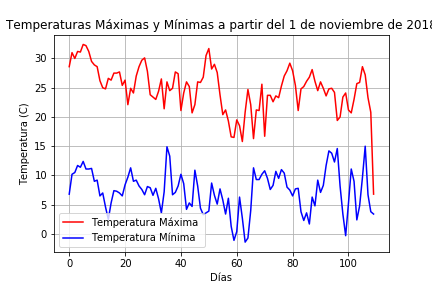 Temperaturas Máximas y Mínimas a partir del 1 de noviembre de 2018
Temperatura (C)
30
25
20
15
10
5
0
Temperatura Máxima
Temperatura Mínima
0 20 40 60 80 100
Días